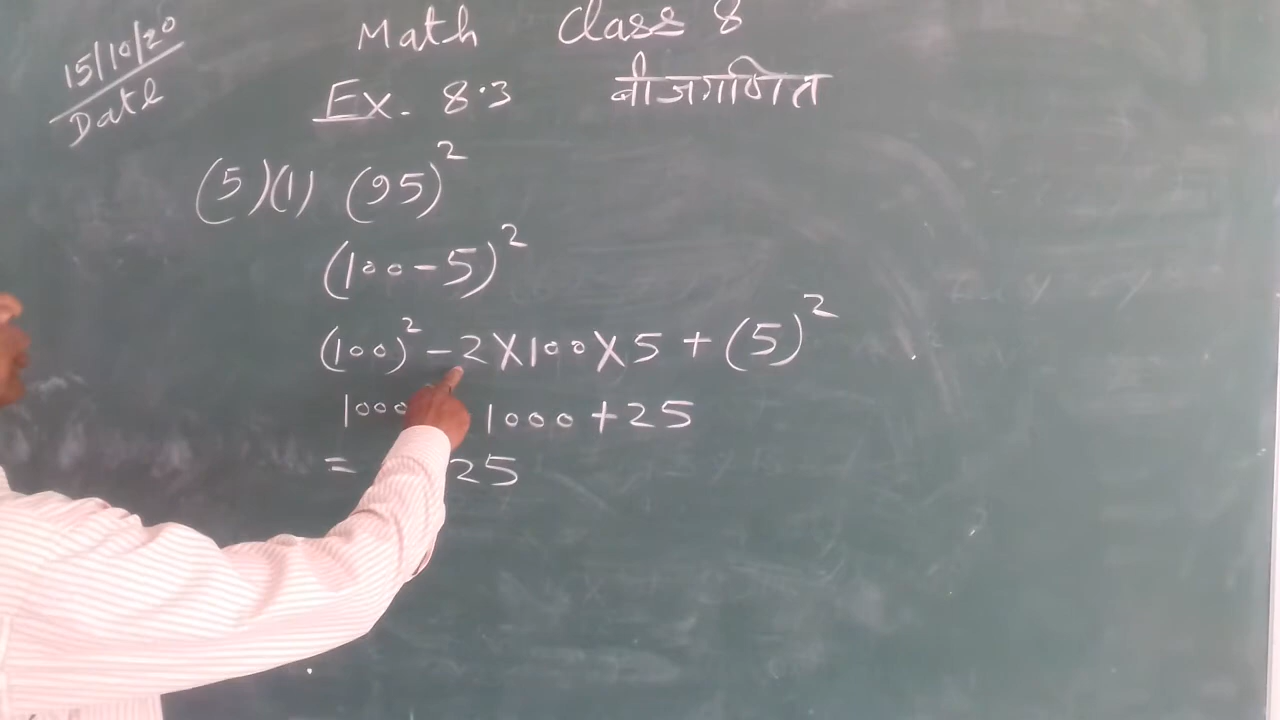 15/10/20
Date
Math Class 8
Ex. 8.3 बीजगणित
(5)(1) (95)²
(100-5)²
(100)² - 2×100×5 + (5)²
1000 1000 + 25
= 25